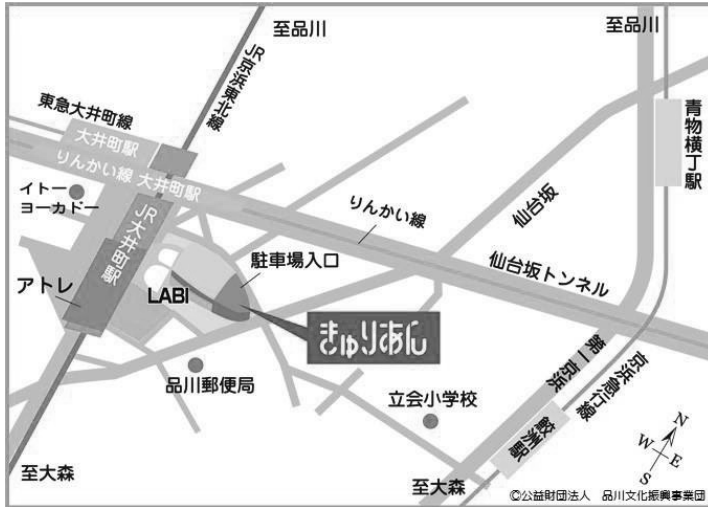 至品川
至品川
JR京浜東北線
東急大井町線
大井町駅
りんかい線 大井町駅
青物横丁駅
イトー
ヨーカドー
JR大井町駅
りんかい線
仙台坂
駐車場入口
仙台坂トンネル
アトレ
LABI
きゅりあん
品川郵便局
第一京浜
京浜急行線
立会小学校
鮫洲駅
至大森
至大森
N
W
E
S
©公益財団法人 品川文化振興事業団